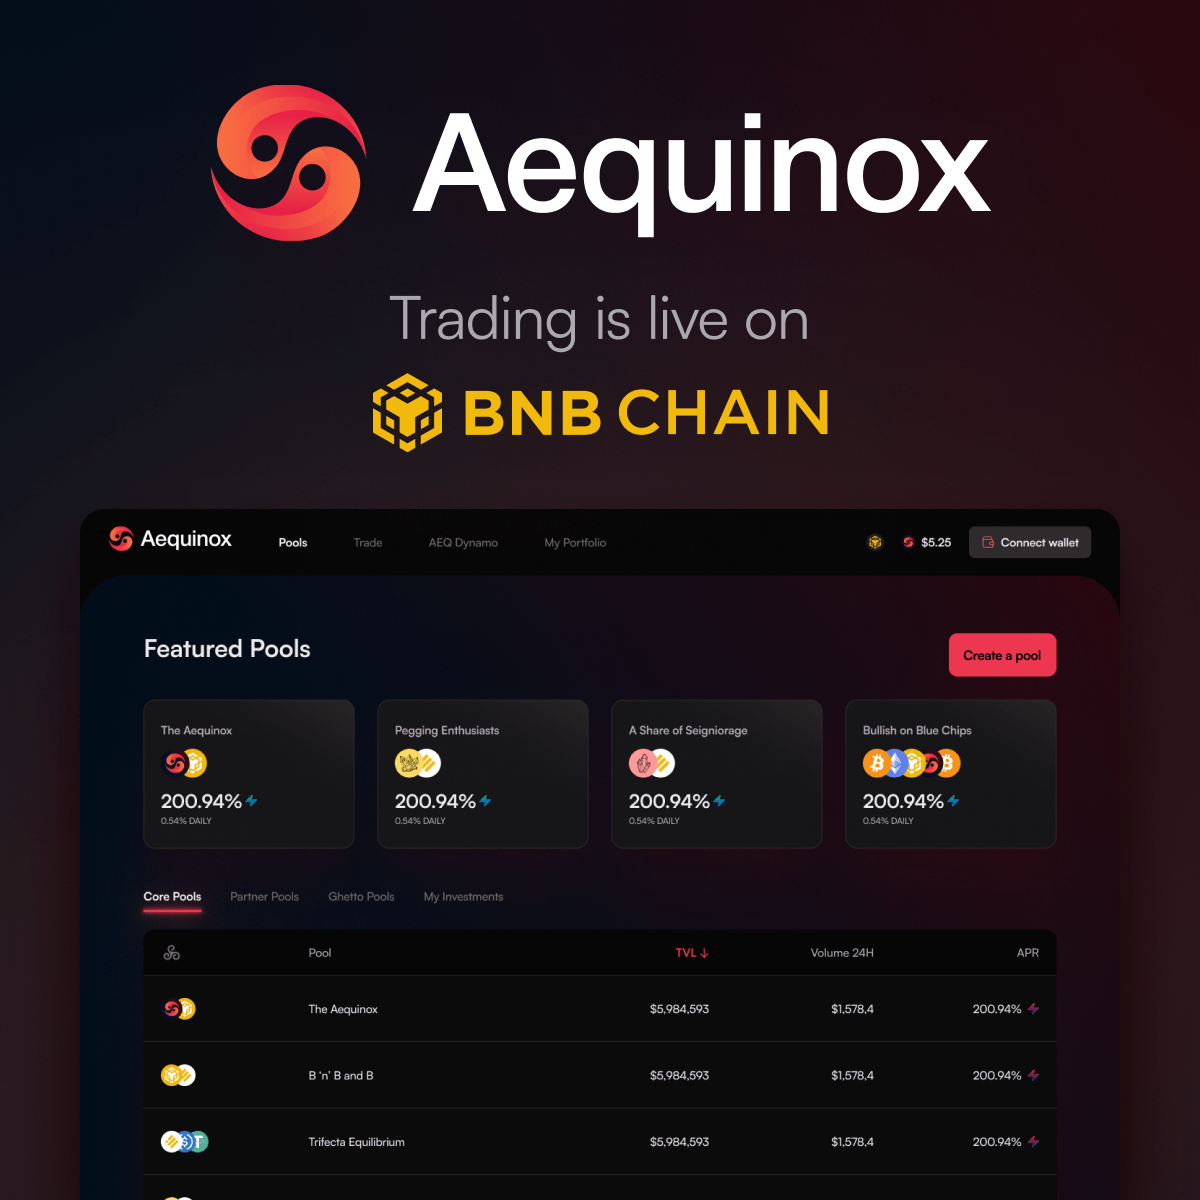 Aequinox
Trading is live on
BNB CHAIN
Aequinox Pools Trade AEQ Dynamo My Portfolio $5.25 Connect wallet
Featured Pools Create a pool
The Aequinox Pegging Enthusiasts A Share of Seigniorage Bullish on Blue Chips
200.94% 200.94% 200.94% 200.94%
0.54% DAILY 0.54% DAILY 0.54% DAILY 0.54% DAILY
Core Pools Partner Pools Ghetto Pools My Investments
Pool TVL ↓ Volume 24H APR
The Aequinox $5,984,593 $1,578,4 200.94%
B ‘n’ B and B $5,984,593 $1,578,4 200.94%
Trifecta Equilibrium $5,984,593 $1,578,4 200.94%